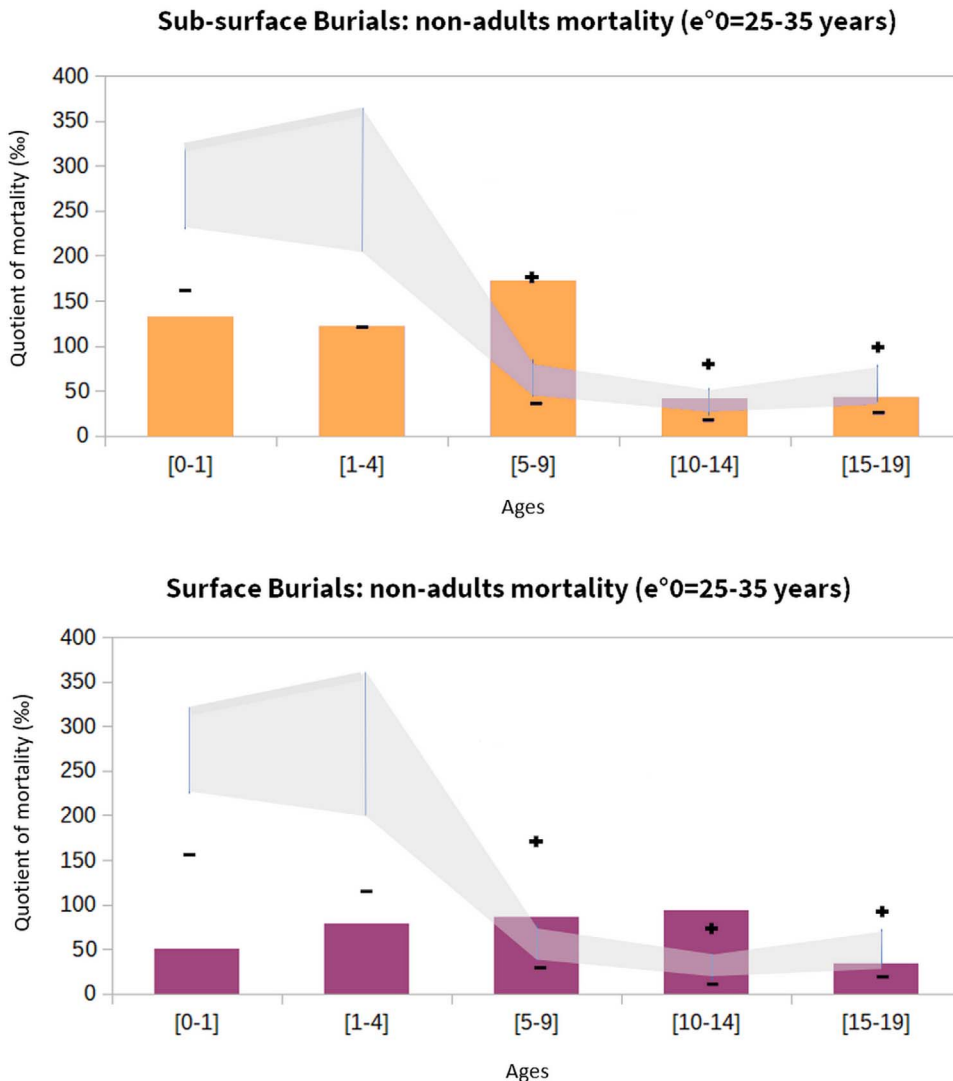 Sub-surface Burials: non-adults mortality (e°0=25-35 years)
Quotient of mortality (‰)
400
350
300
250
200
150
100
50
0
[0-1] [1-4] [5-9] [10-14] [15-19]
Ages
Surface Burials: non-adults mortality (e°0=25-35 years)
Quotient of mortality (‰)
400
350
300
250
200
150
100
50
0
[0-1] [1-4] [5-9] [10-14] [15-19]
Ages